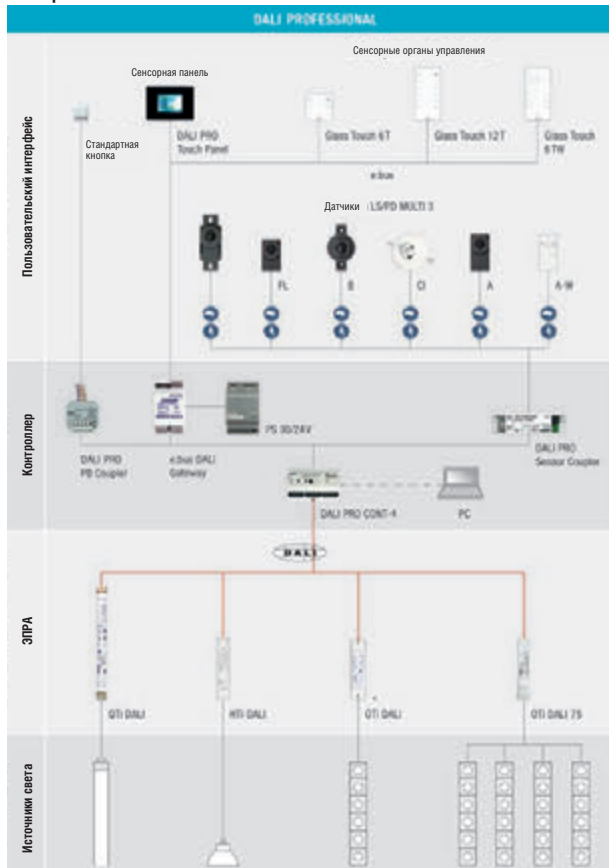 DALI PROFESSIONAL
Сенсорные органы управления
Сенсорная панель
Стандартная
кнопка
DALI PRO
Touch Panel
Glass Touch 6T
Glass Touch 12T
Glass Touch
6 TW
e:bus
Датчики LS/PD MULTI 3
FL
B
CI
A
A-W
Пользовательский интерфейс
PS 30/24V
DALI PRO
PB Coupler
e:bus DALI
Gateway
DALI PRO
Sensor Coupler
DALI PRO CONT-4
PC
Контроллер
DALI
QTi DALI
HTi DALI
OTi DALI
OTi DALI 75
ЭПРА
Источники света